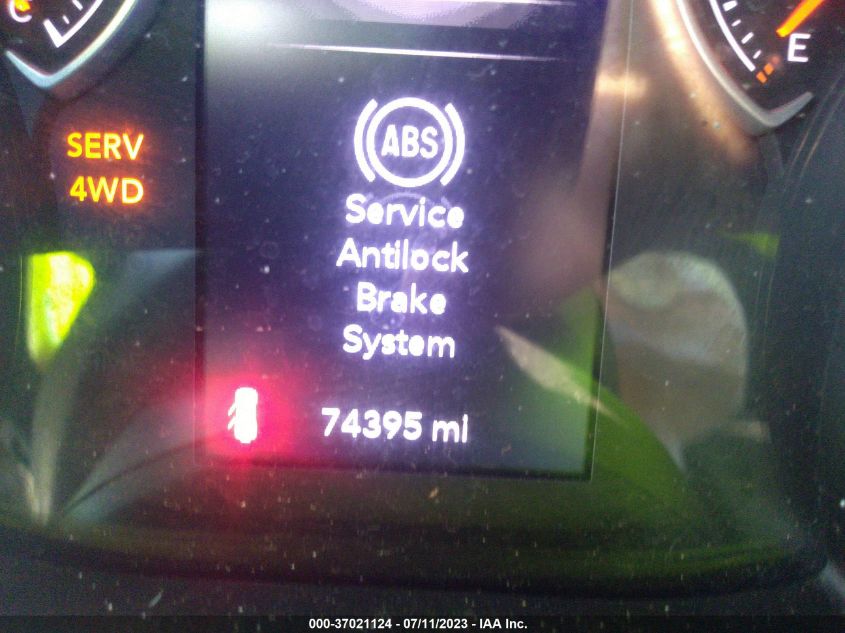 C
E
SERV
4WD
ABS
Service
Antilock
Brake
System
74395 mi
000-37021124 - 07/11/2023 - IAA Inc.